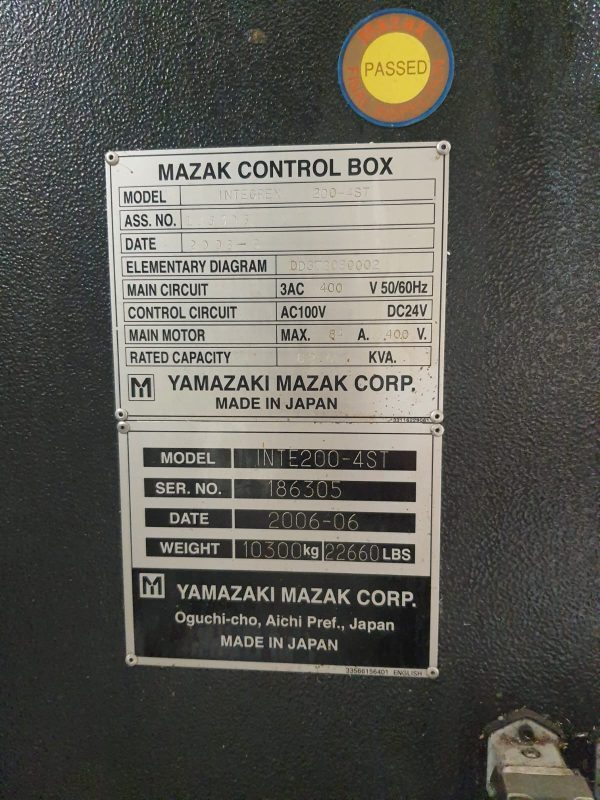 PASSED
MAZAK CONTROL BOX
MODEL INTEGREX 200-4ST
ASS. NO.
DATE
ELEMENTARY DIAGRAM
MAIN CIRCUIT 3AC 400 V 50/60Hz
CONTROL CIRCUIT AC100V DC24V
MAIN MOTOR MAX. A. 400 V.
RATED CAPACITY KVA.
YAMAZAKI MAZAK CORP.
MADE IN JAPAN
MODEL INTE200-4ST
SER. NO. 186305
DATE 2006-06
WEIGHT 10300kg 22660LBS
YAMAZAKI MAZAK CORP.
Oguchi-cho, Aichi Pref., Japan
MADE IN JAPAN
33566156401 ENGLISH